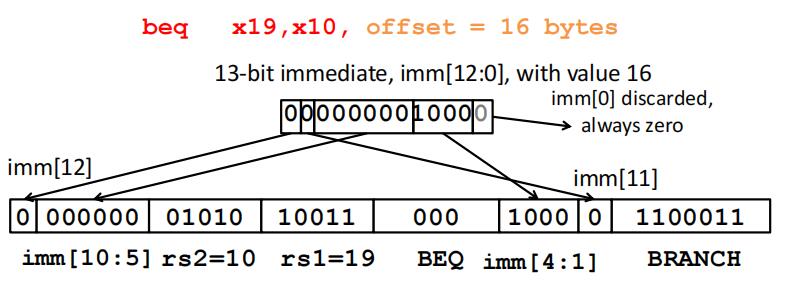 beq x19,x10, offset = 16 bytes
13-bit immediate, imm[12:0], with value 16
imm[0] discarded,
always zero
0 0 000000 1000 0
imm[12]
imm[11]
0 000000 01010 10011 000 1000 0 1100011
imm[10:5] rs2=10 rs1=19 BEQ imm[4:1] BRANCH